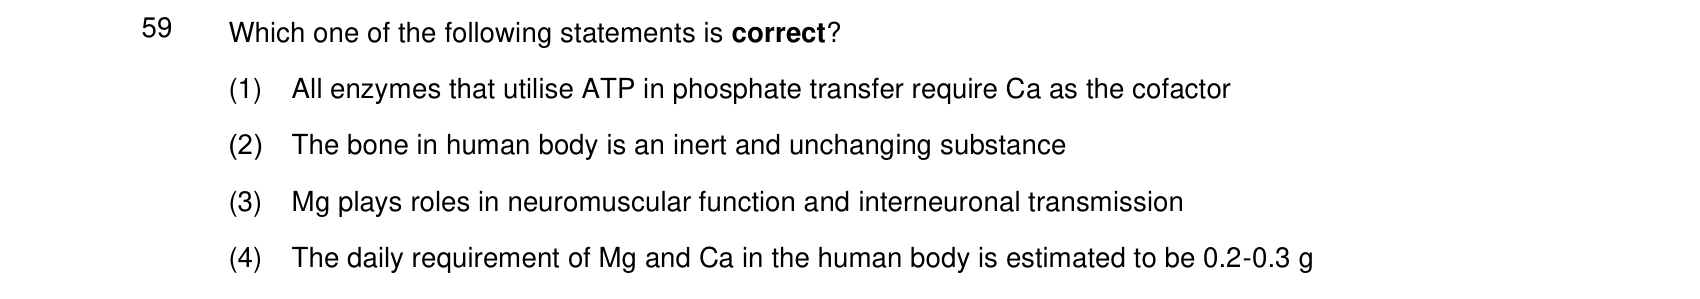 59 Which one of the following statements is correct?
(1) All enzymes that utilise ATP in phosphate transfer require Ca as the cofactor
(2) The bone in human body is an inert and unchanging substance
(3) Mg plays roles in neuromuscular function and interneuronal transmission
(4) The daily requirement of Mg and Ca in the human body is estimated to be 0.2-0.3 g